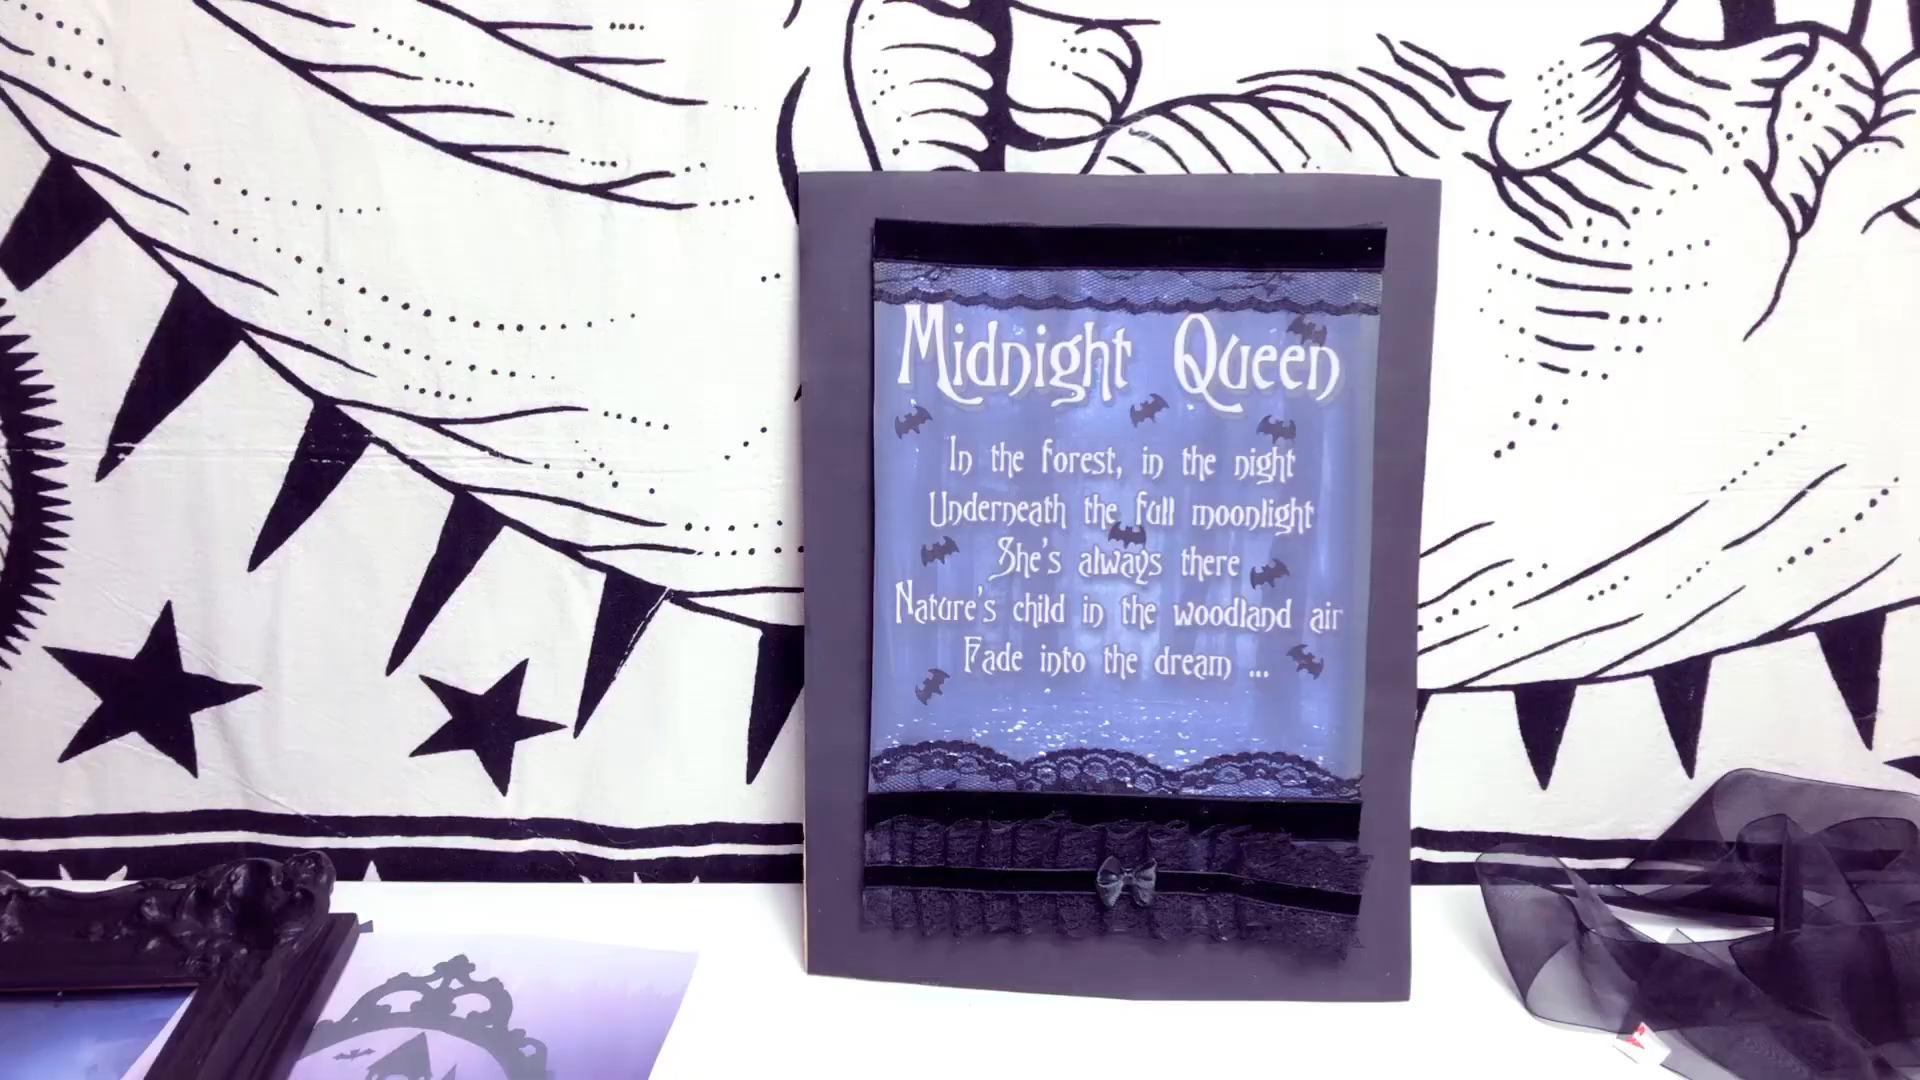 Midnight Queen
In the forest, in the night
Underneath the full moonlight
She's always there
Nature's child in the woodland air
Fade into the dream ...